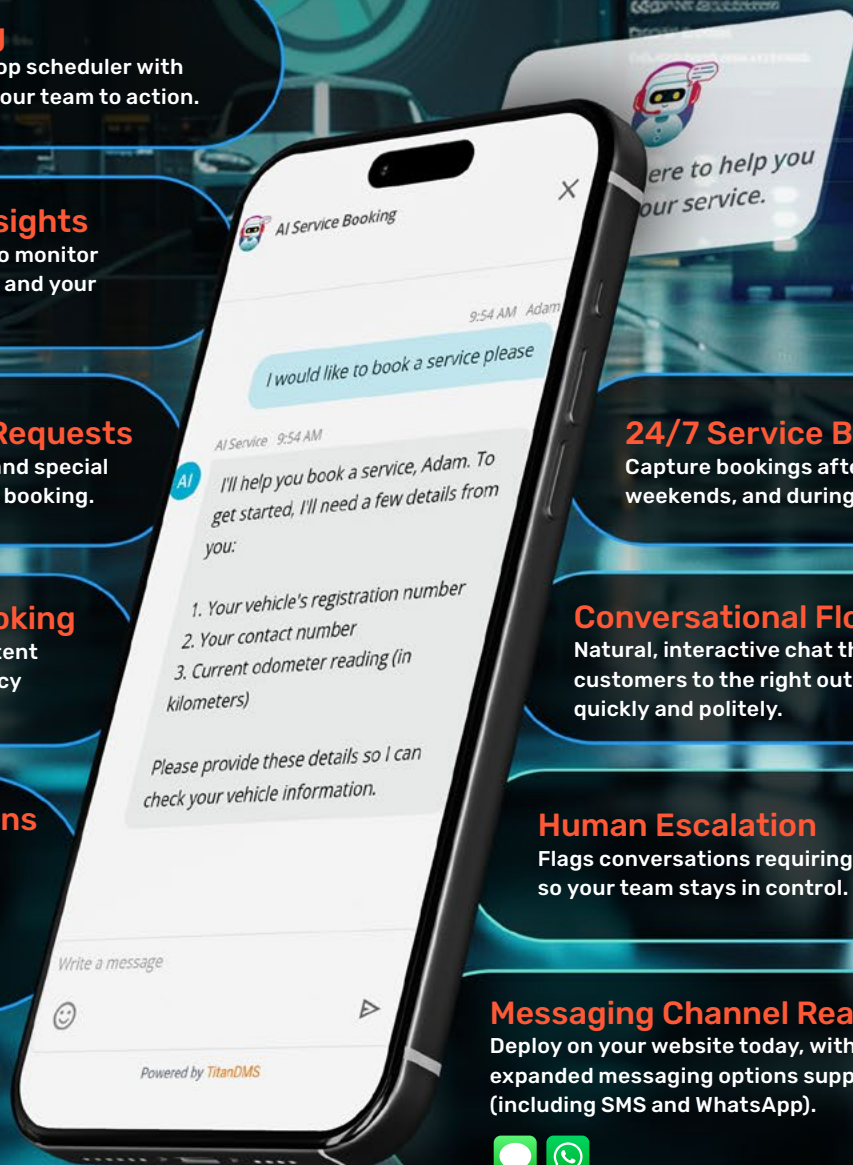 op scheduler with
our team to action.
sights
o monitor
and your
Requests
and special
booking.
oking
tent
cy
ns
ere to help you
our service.
AI Service Booking
9:54 AM Adam
I would like to book a service please
AI Service 9:54 AM
AI
I'll help you book a service, Adam. To
get started, I'll need a few details from
you:
1. Your vehicle's registration number
2. Your contact number
3. Current odometer reading (in
kilometers)
Please provide these details so I can
check your vehicle information.
Write a message
Powered by TitanDMS
24/7 Service B
Capture bookings afte
weekends, and during
Conversational Flo
Natural, interactive chat th
customers to the right out
quickly and politely.
Human Escalation
Flags conversations requiring
so your team stays in control.
Messaging Channel Rea
Deploy on your website today, with
expanded messaging options supp
(including SMS and WhatsApp).